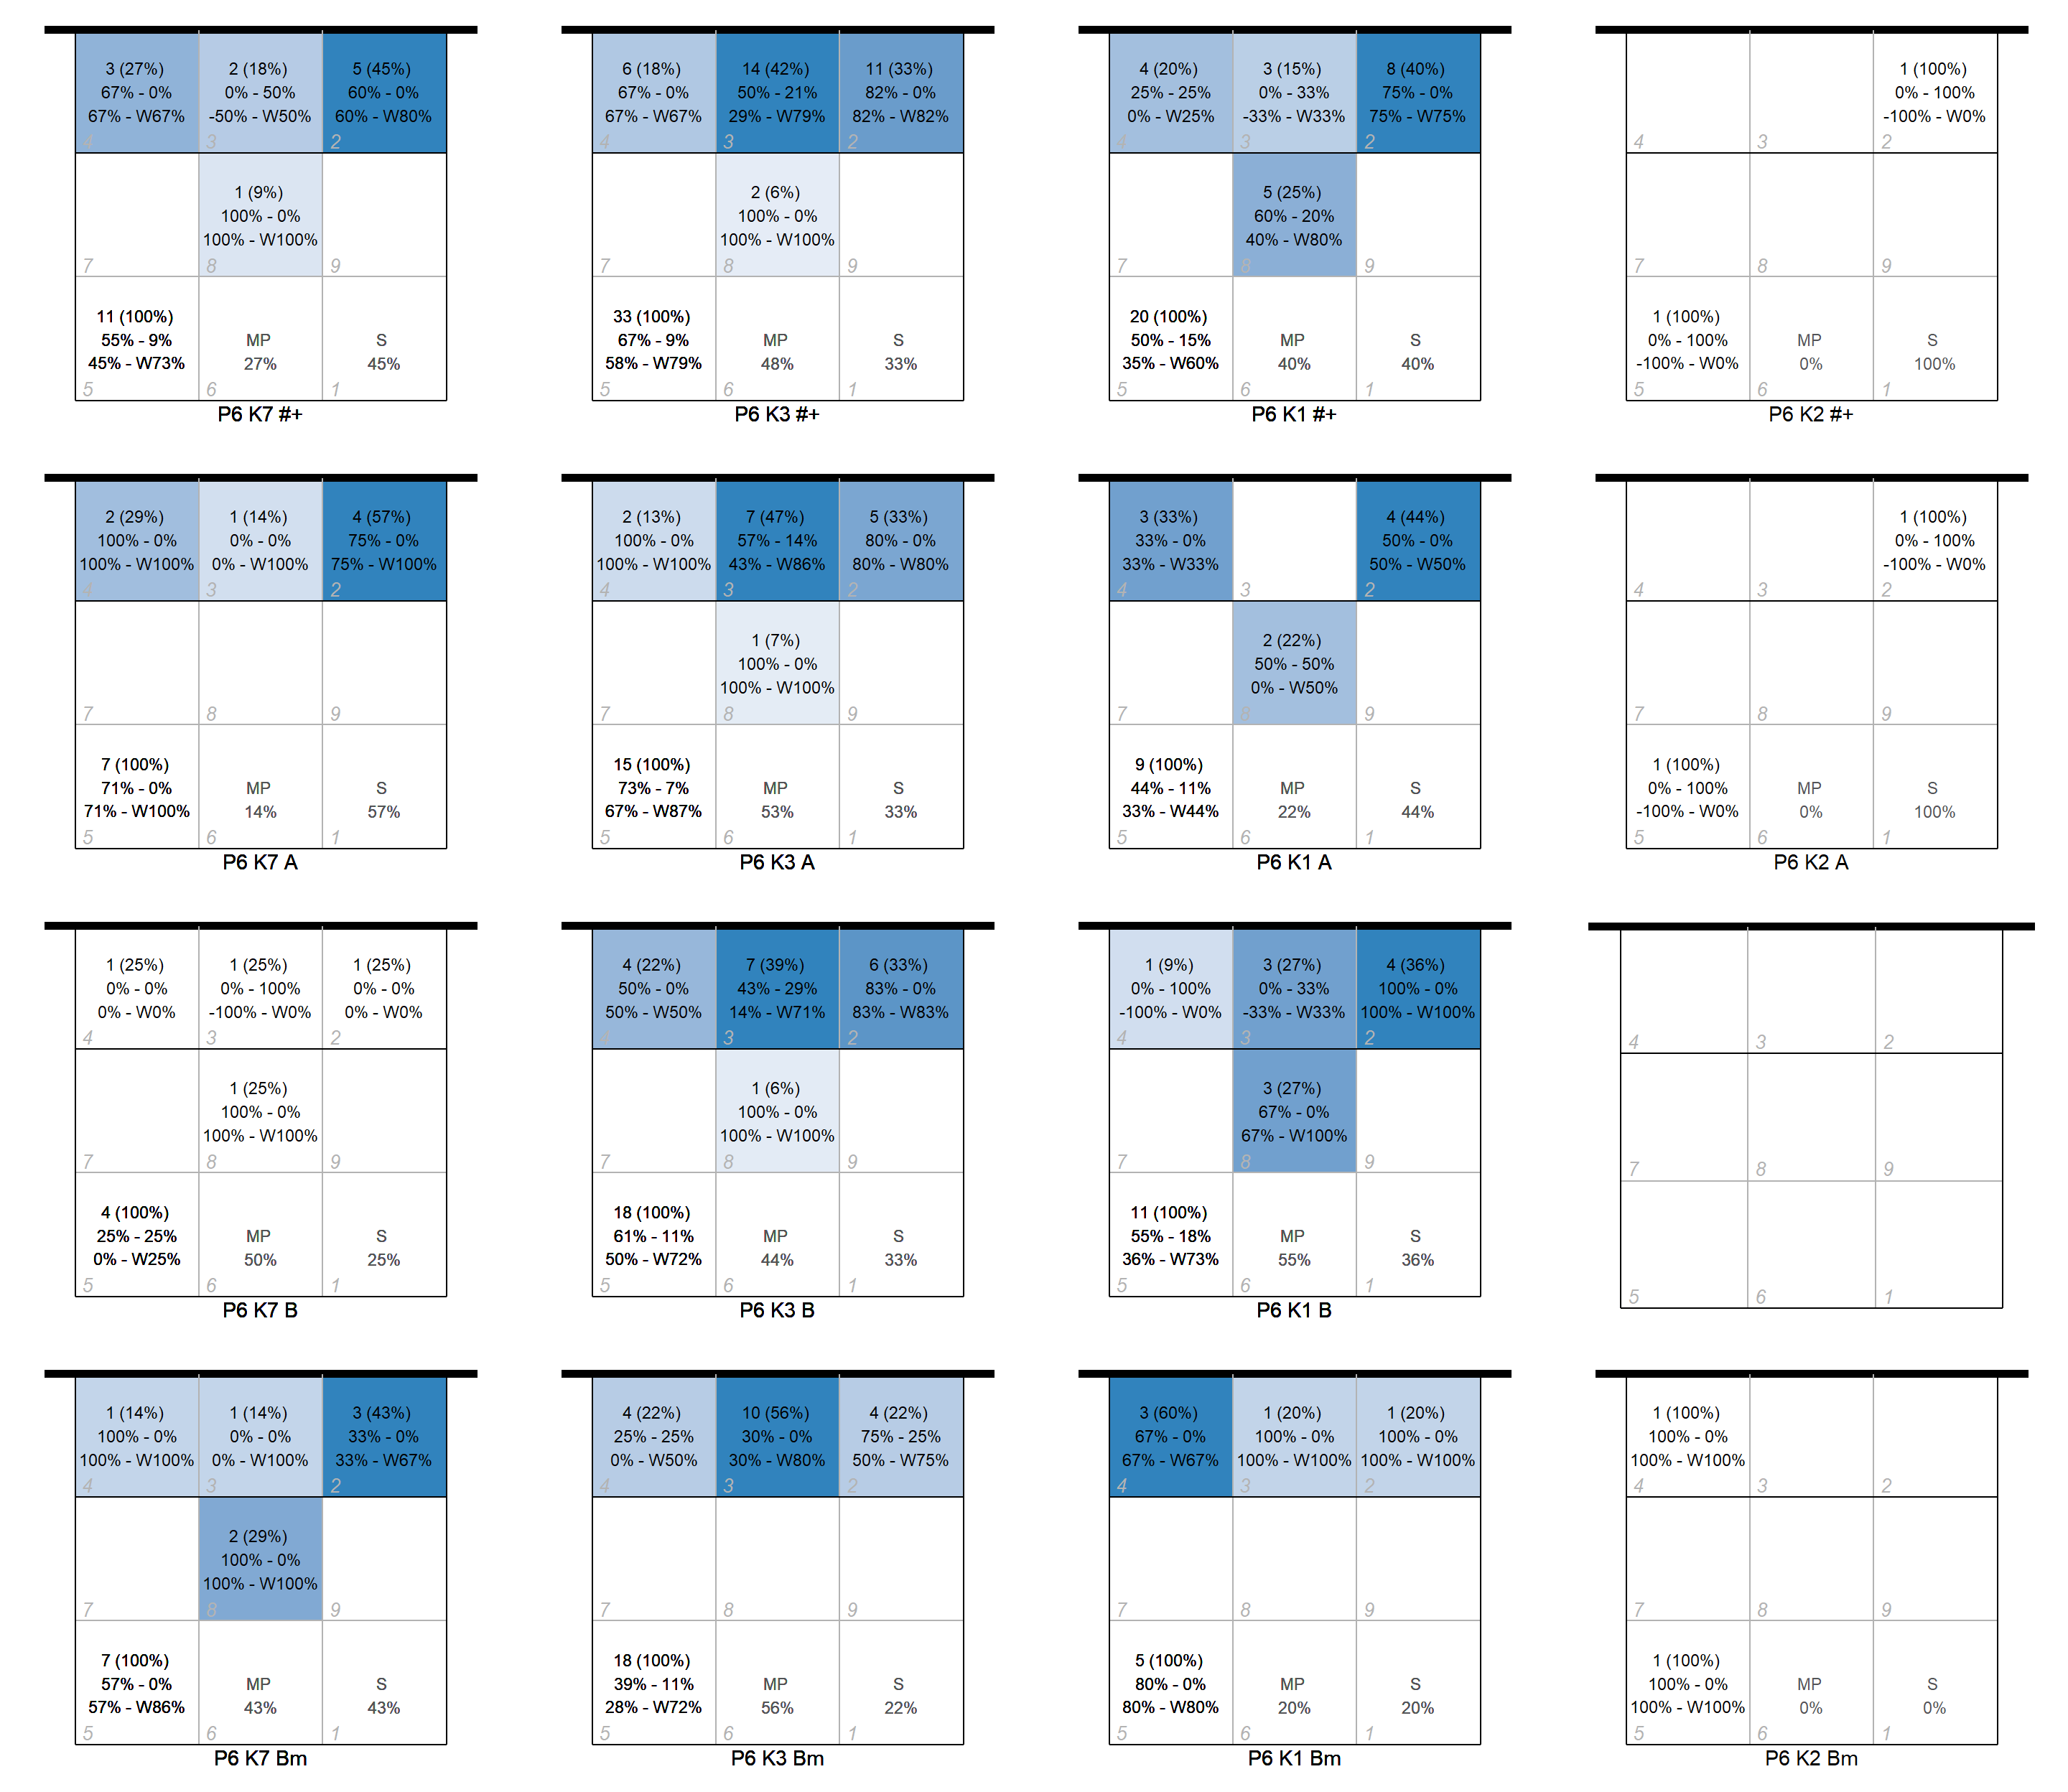 3 (27%)
67% - 0%
67% - W67%
4
2 (18%)
0% - 50%
-50% - W50%
3
5 (45%)
60% - 0%
60% - W80%
2
7
1 (9%)
100% - 0%
100% - W100%
8
9
11 (100%)
55% - 9%
45% - W73%
5
MP
27%
6
S
45%
1
P6 K7 #+
6 (18%)
67% - 0%
67% - W67%
4
14 (42%)
50% - 21%
29% - W79%
3
11 (33%)
82% - 0%
82% - W82%
2
7
2 (6%)
100% - 0%
100% - W100%
8
9
33 (100%)
67% - 9%
58% - W79%
5
MP
48%
6
S
33%
1
P6 K3 #+
4 (20%)
25% - 25%
0% - W25%
4
3 (15%)
0% - 33%
-33% - W33%
3
8 (40%)
75% - 0%
75% - W75%
2
7
5 (25%)
60% - 20%
40% - W80%
8
9
20 (100%)
50% - 15%
35% - W60%
5
MP
40%
6
S
40%
1
P6 K1 #+
4
3
1 (100%)
0% - 100%
-100% - W0%
2
7
8
9
1 (100%)
0% - 100%
-100% - W0%
5
MP
0%
6
S
100%
1
P6 K2 #+
2 (29%)
100% - 0%
100% - W100%
4
1 (14%)
0% - 0%
0% - W100%
3
4 (57%)
75% - 0%
75% - W100%
2
7
8
9
7 (100%)
71% - 0%
71% - W100%
5
MP
14%
6
S
57%
1
P6 K7 A
2 (13%)
100% - 0%
100% - W100%
4
7 (47%)
57% - 14%
43% - W86%
3
5 (33%)
80% - 0%
80% - W80%
2
7
1 (7%)
100% - 0%
100% - W100%
8
9
15 (100%)
73% - 7%
67% - W87%
5
MP
53%
6
S
33%
1
P6 K3 A
3 (33%)
33% - 0%
33% - W33%
4
3
4 (44%)
50% - 0%
50% - W50%
2
7
2 (22%)
50% - 50%
0% - W50%
8
9
9 (100%)
44% - 11%
33% - W44%
5
MP
22%
6
S
44%
1
P6 K1 A
4
3
1 (100%)
0% - 100%
-100% - W0%
2
7
8
9
1 (100%)
0% - 100%
-100% - W0%
5
MP
0%
6
S
100%
1
P6 K2 A
1 (25%)
0% - 0%
0% - W0%
4
1 (25%)
0% - 100%
-100% - W0%
3
1 (25%)
0% - 0%
0% - W0%
2
7
1 (25%)
100% - 0%
100% - W100%
8
9
4 (100%)
25% - 25%
0% - W25%
5
MP
50%
6
S
25%
1
P6 K7 B
4 (22%)
50% - 0%
50% - W50%
4
7 (39%)
43% - 29%
14% - W71%
3
6 (33%)
83% - 0%
83% - W83%
2
7
1 (6%)
100% - 0%
100% - W100%
8
9
18 (100%)
61% - 11%
50% - W72%
5
MP
44%
6
S
33%
1
P6 K3 B
1 (9%)
0% - 100%
-100% - W0%
4
3 (27%)
0% - 33%
-33% - W33%
3
4 (36%)
100% - 0%
100% - W100%
2
7
3 (27%)
67% - 0%
67% - W100%
8
9
11 (100%)
55% - 18%
36% - W73%
5
MP
55%
6
S
36%
1
P6 K1 B
4
3
2
7
8
9
5
6
1
1 (14%)
100% - 0%
100% - W100%
4
1 (14%)
0% - 0%
0% - W100%
3
3 (43%)
33% - 0%
33% - W67%
2
7
2 (29%)
100% - 0%
100% - W100%
8
9
7 (100%)
57% - 0%
57% - W86%
5
MP
43%
6
S
43%
1
P6 K7 Bm
4 (22%)
25% - 25%
0% - W50%
4
10 (56%)
30% - 0%
30% - W80%
3
4 (22%)
75% - 25%
50% - W75%
2
7
8
9
18 (100%)
39% - 11%
28% - W72%
5
MP
56%
6
S
22%
1
P6 K3 Bm
3 (60%)
67% - 0%
67% - W67%
4
1 (20%)
100% - 0%
100% - W100%
3
1 (20%)
100% - 0%
100% - W100%
2
7
8
9
5 (100%)
80% - 0%
80% - W80%
5
MP
20%
6
S
20%
1
P6 K1 Bm
1 (100%)
100% - 0%
100% - W100%
4
3
2
7
8
9
1 (100%)
100% - 0%
100% - W100%
5
MP
0%
6
S
0%
1
P6 K2 Bm